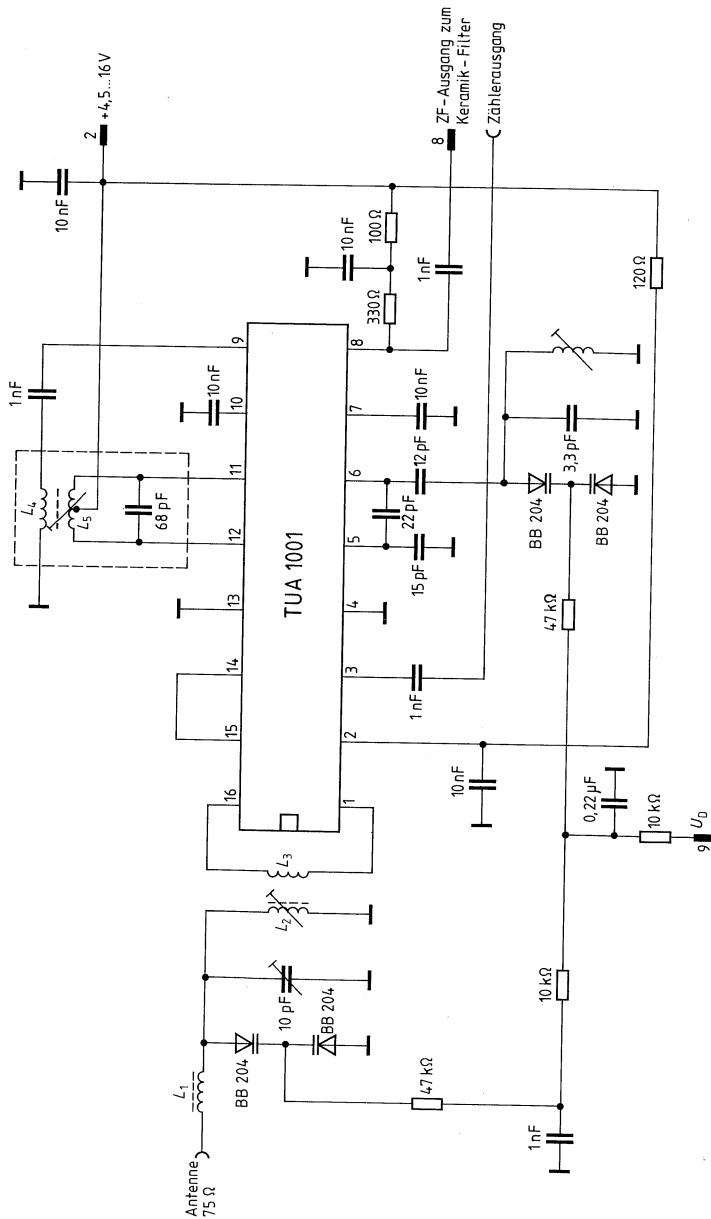 Antenne
75 Ω
L1
BB 204
10 pF
BB 204
L2
L3
47 kΩ
1 nF
10 kΩ
0,22 µF
10 kΩ
9 UD
16
15
14
13
12
11
10
9
TUA 1001
1
2
3
4
5
6
7
8
L4
L5
68 pF
1 nF
10 nF
10 nF
2 +4,5...16 V
10 nF
1 nF
15 pF
22 pF
12 pF
10 nF
330 Ω
10 nF
100 Ω
1 nF
8 ZF-Ausgang zum
Keramik-Filter
Zählerausgang
47 kΩ
BB 204
BB 204
3,3 pF
120 Ω